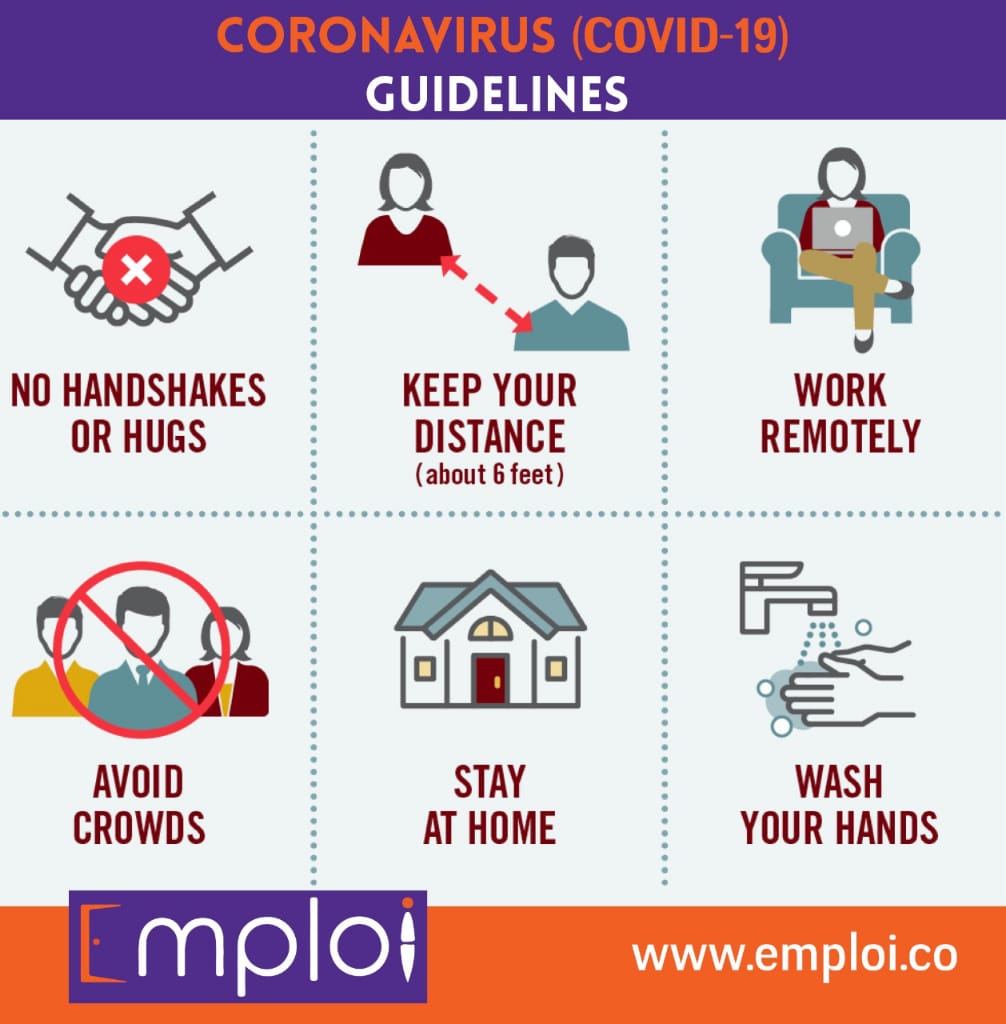 CORONAVIRUS (COVID-19)
GUIDELINES
NO HANDSHAKES
OR HUGS
KEEP YOUR
DISTANCE
(about 6 feet)
WORK
REMOTELY
AVOID
CROWDS
STAY
AT HOME
WASH
YOUR HANDS
Emploi
www.emploi.co